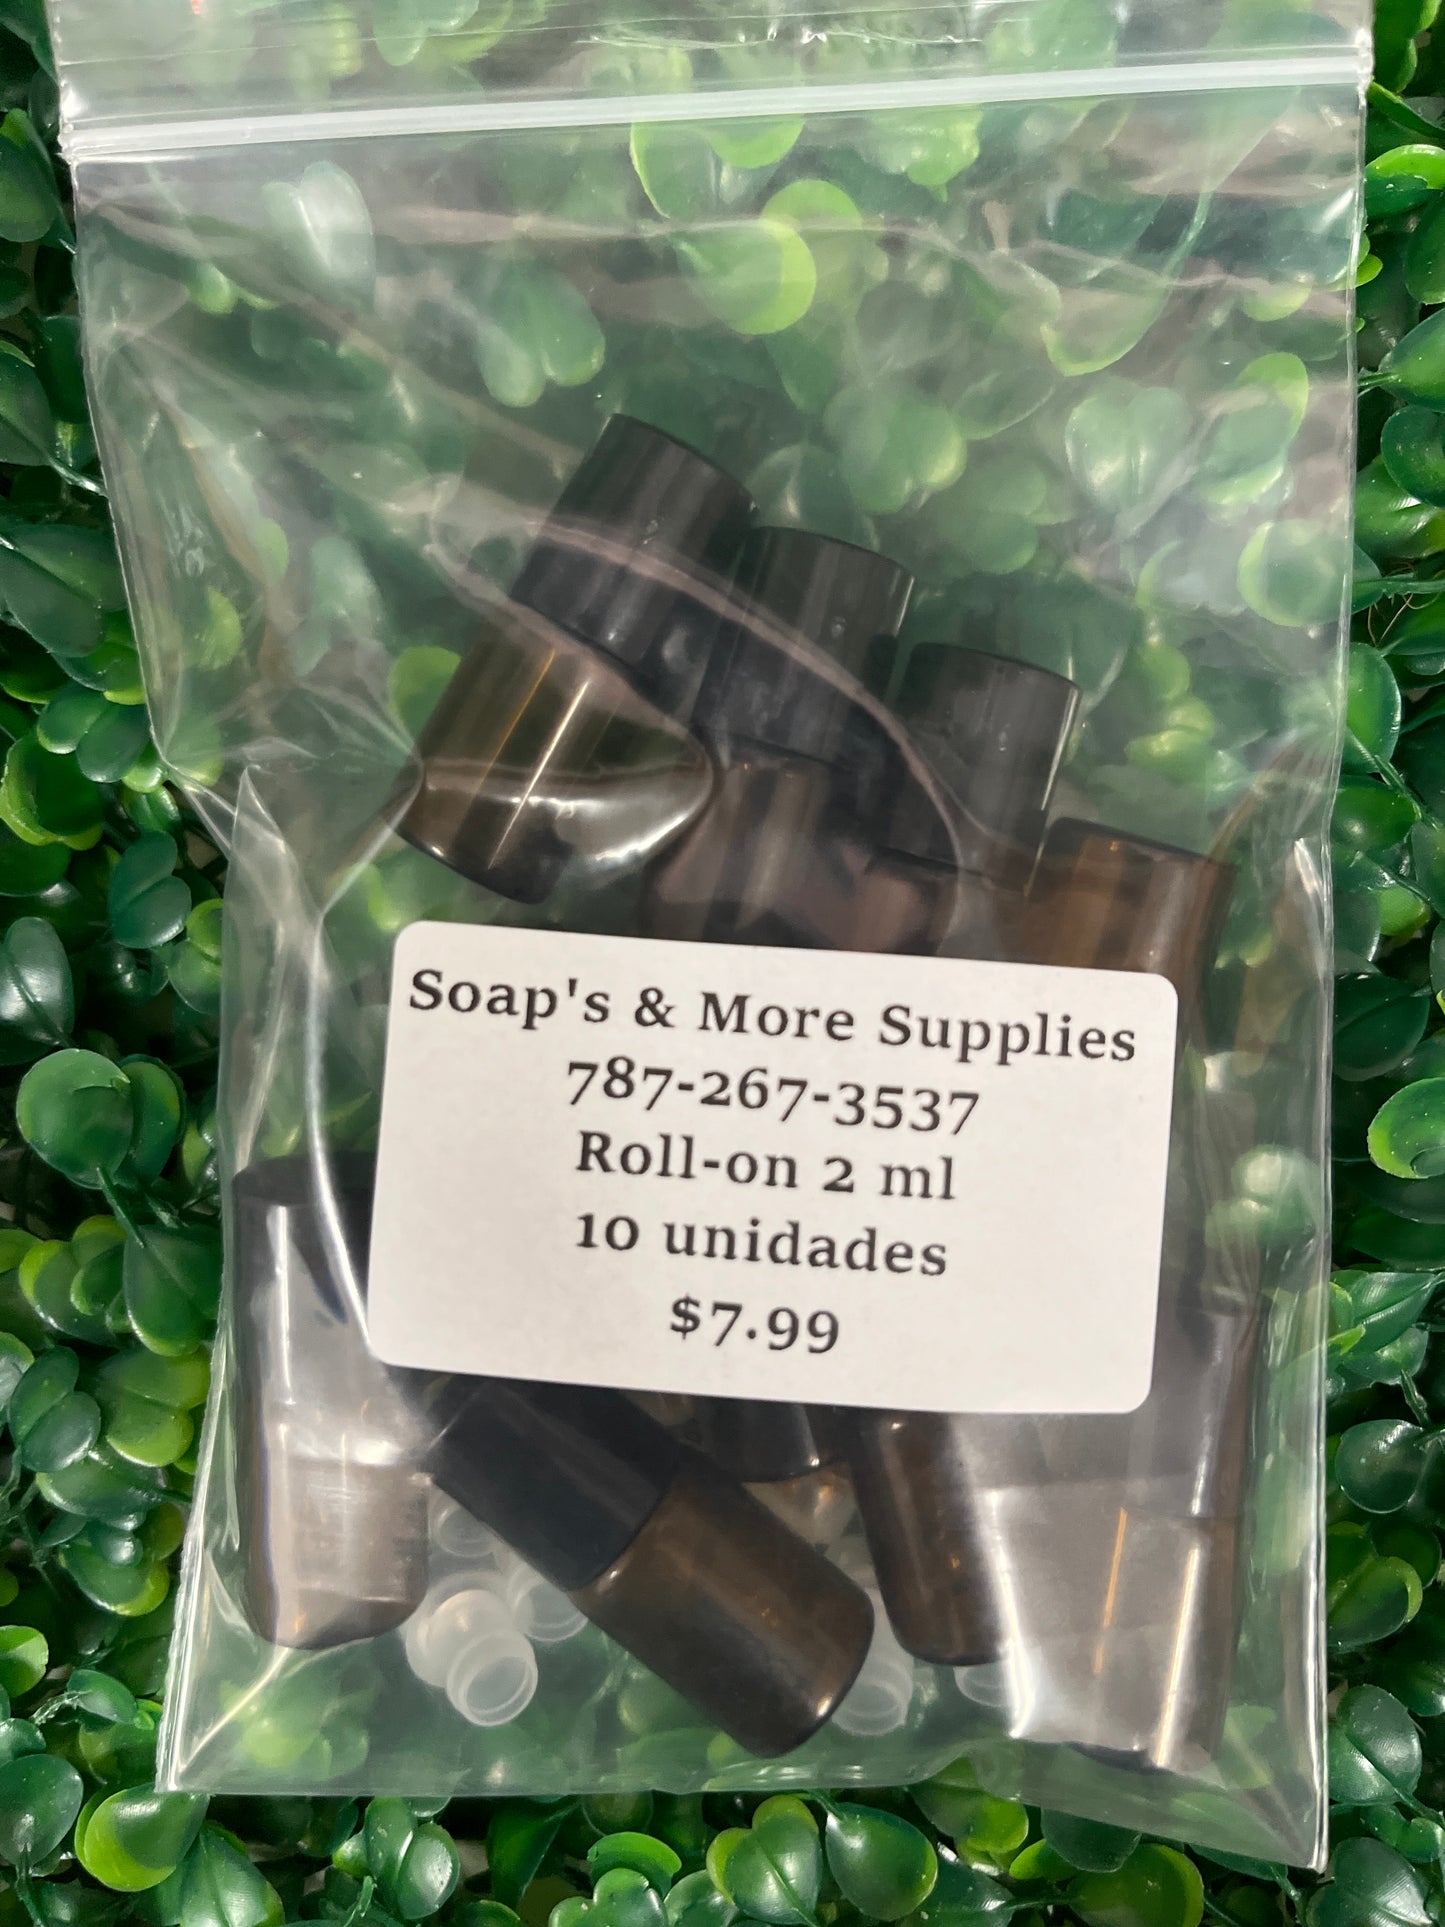 Soap's & More Supplies
787-267-3537
Roll-on 2 ml
10 unidades
$7.99